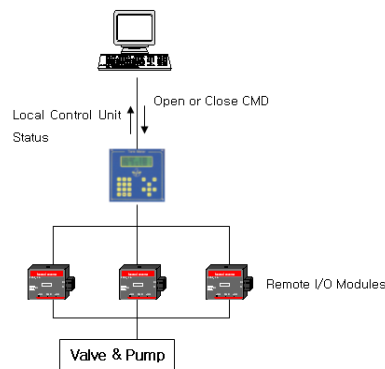 Open or Close CMD
Local Control Unit
Status
Remote I/O Modules
Valve & Pump